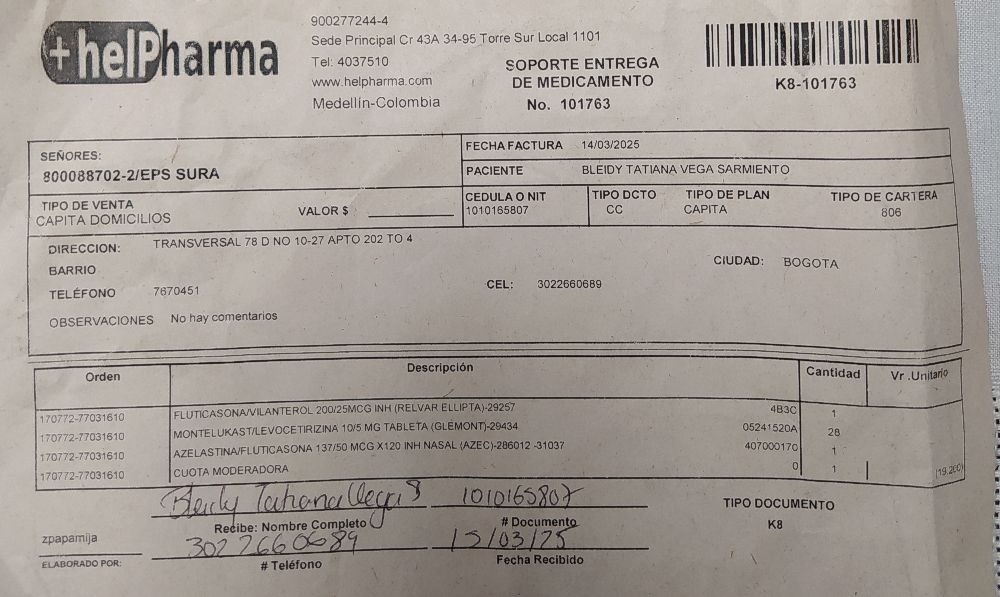 +helPharma
900277244-4
Sede Principal Cr 43A 34-95 Torre Sur Local 1101
Tel: 4037510
www.helpharma.com
Medellín-Colombia
SOPORTE ENTREGA
DE MEDICAMENTO
No. 101763
K8-101763
SEÑORES:
800088702-2/EPS SURA
FECHA FACTURA 14/03/2025
PACIENTE BLEIDY TATIANA VEGA SARMIENTO
TIPO DE VENTA
CAPITA DOMICILIOS
VALOR $
CEDULA O NIT
1010165807
TIPO DCTO
CC
TIPO DE PLAN
CAPITA
TIPO DE CARTERA
806
DIRECCION: TRANSVERSAL 78 D NO 10-27 APTO 202 TO 4
BARRIO
CIUDAD: BOGOTA
TELÉFONO 7670451
CEL: 3022660689
OBSERVACIONES No hay comentarios
Orden Descripción Cantidad Vr .Unitario
170772-77031610 FLUTICASONA/VILANTEROL 200/25MCG INH (RELVAR ELLIPTA)-29257 4B3C 1
170772-77031610 MONTELUKAST/LEVOCETIRIZINA 10/5 MG TABLETA (GLEMONT)-29434 05241520A 28
170772-77031610 AZELASTINA/FLUTICASONA 137/50 MCG X120 INH NASAL (AZEC)-286012 -31037 407000170 1
170772-77031610 CUOTA MODERADORA 0 1 (19.200)
Bleidy Tatiana Vega S 1010165807
Recibe: Nombre Completo # Documento
TIPO DOCUMENTO
K8
zpapamija
3022660689 15/03/25
ELABORADO POR: # Teléfono Fecha Recibido